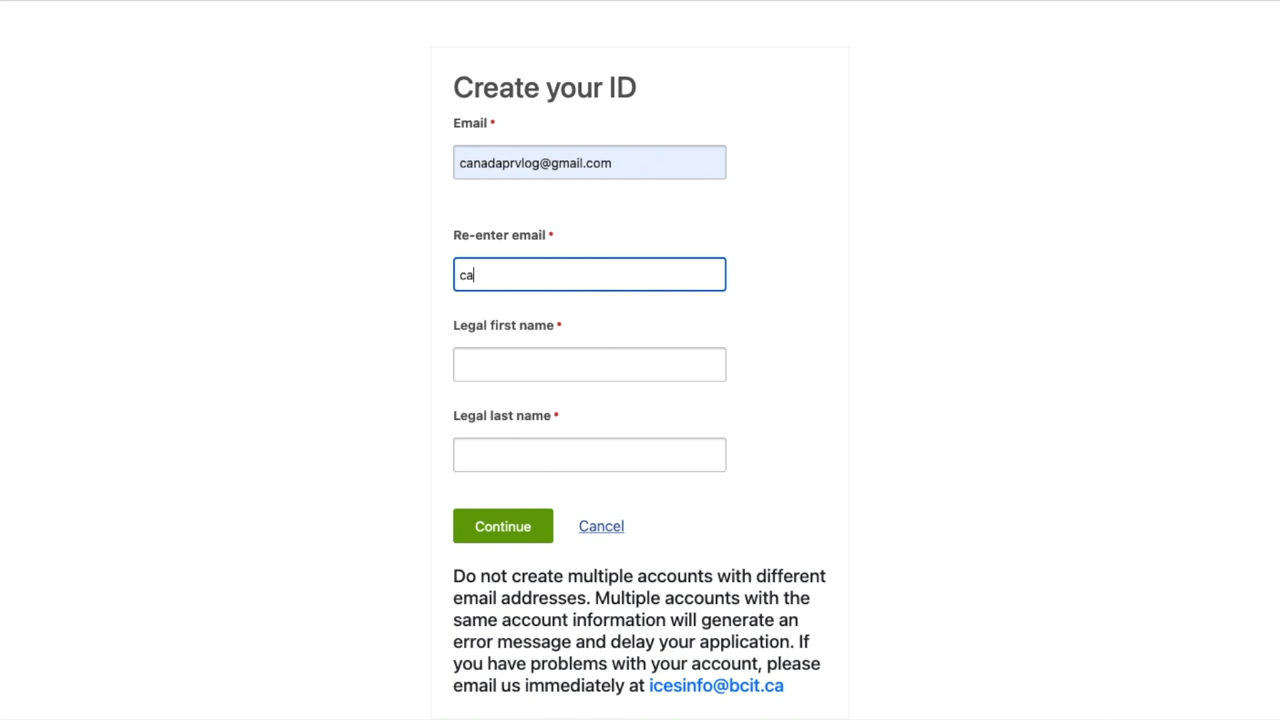 Create your ID
Email *
canadaprvlog@gmail.com
Re-enter email *
ca
Legal first name *
Legal last name *
Continue Cancel
Do not create multiple accounts with different
email addresses. Multiple accounts with the
same account information will generate an
error message and delay your application. If
you have problems with your account, please
email us immediately at icesinfo@bcit.ca